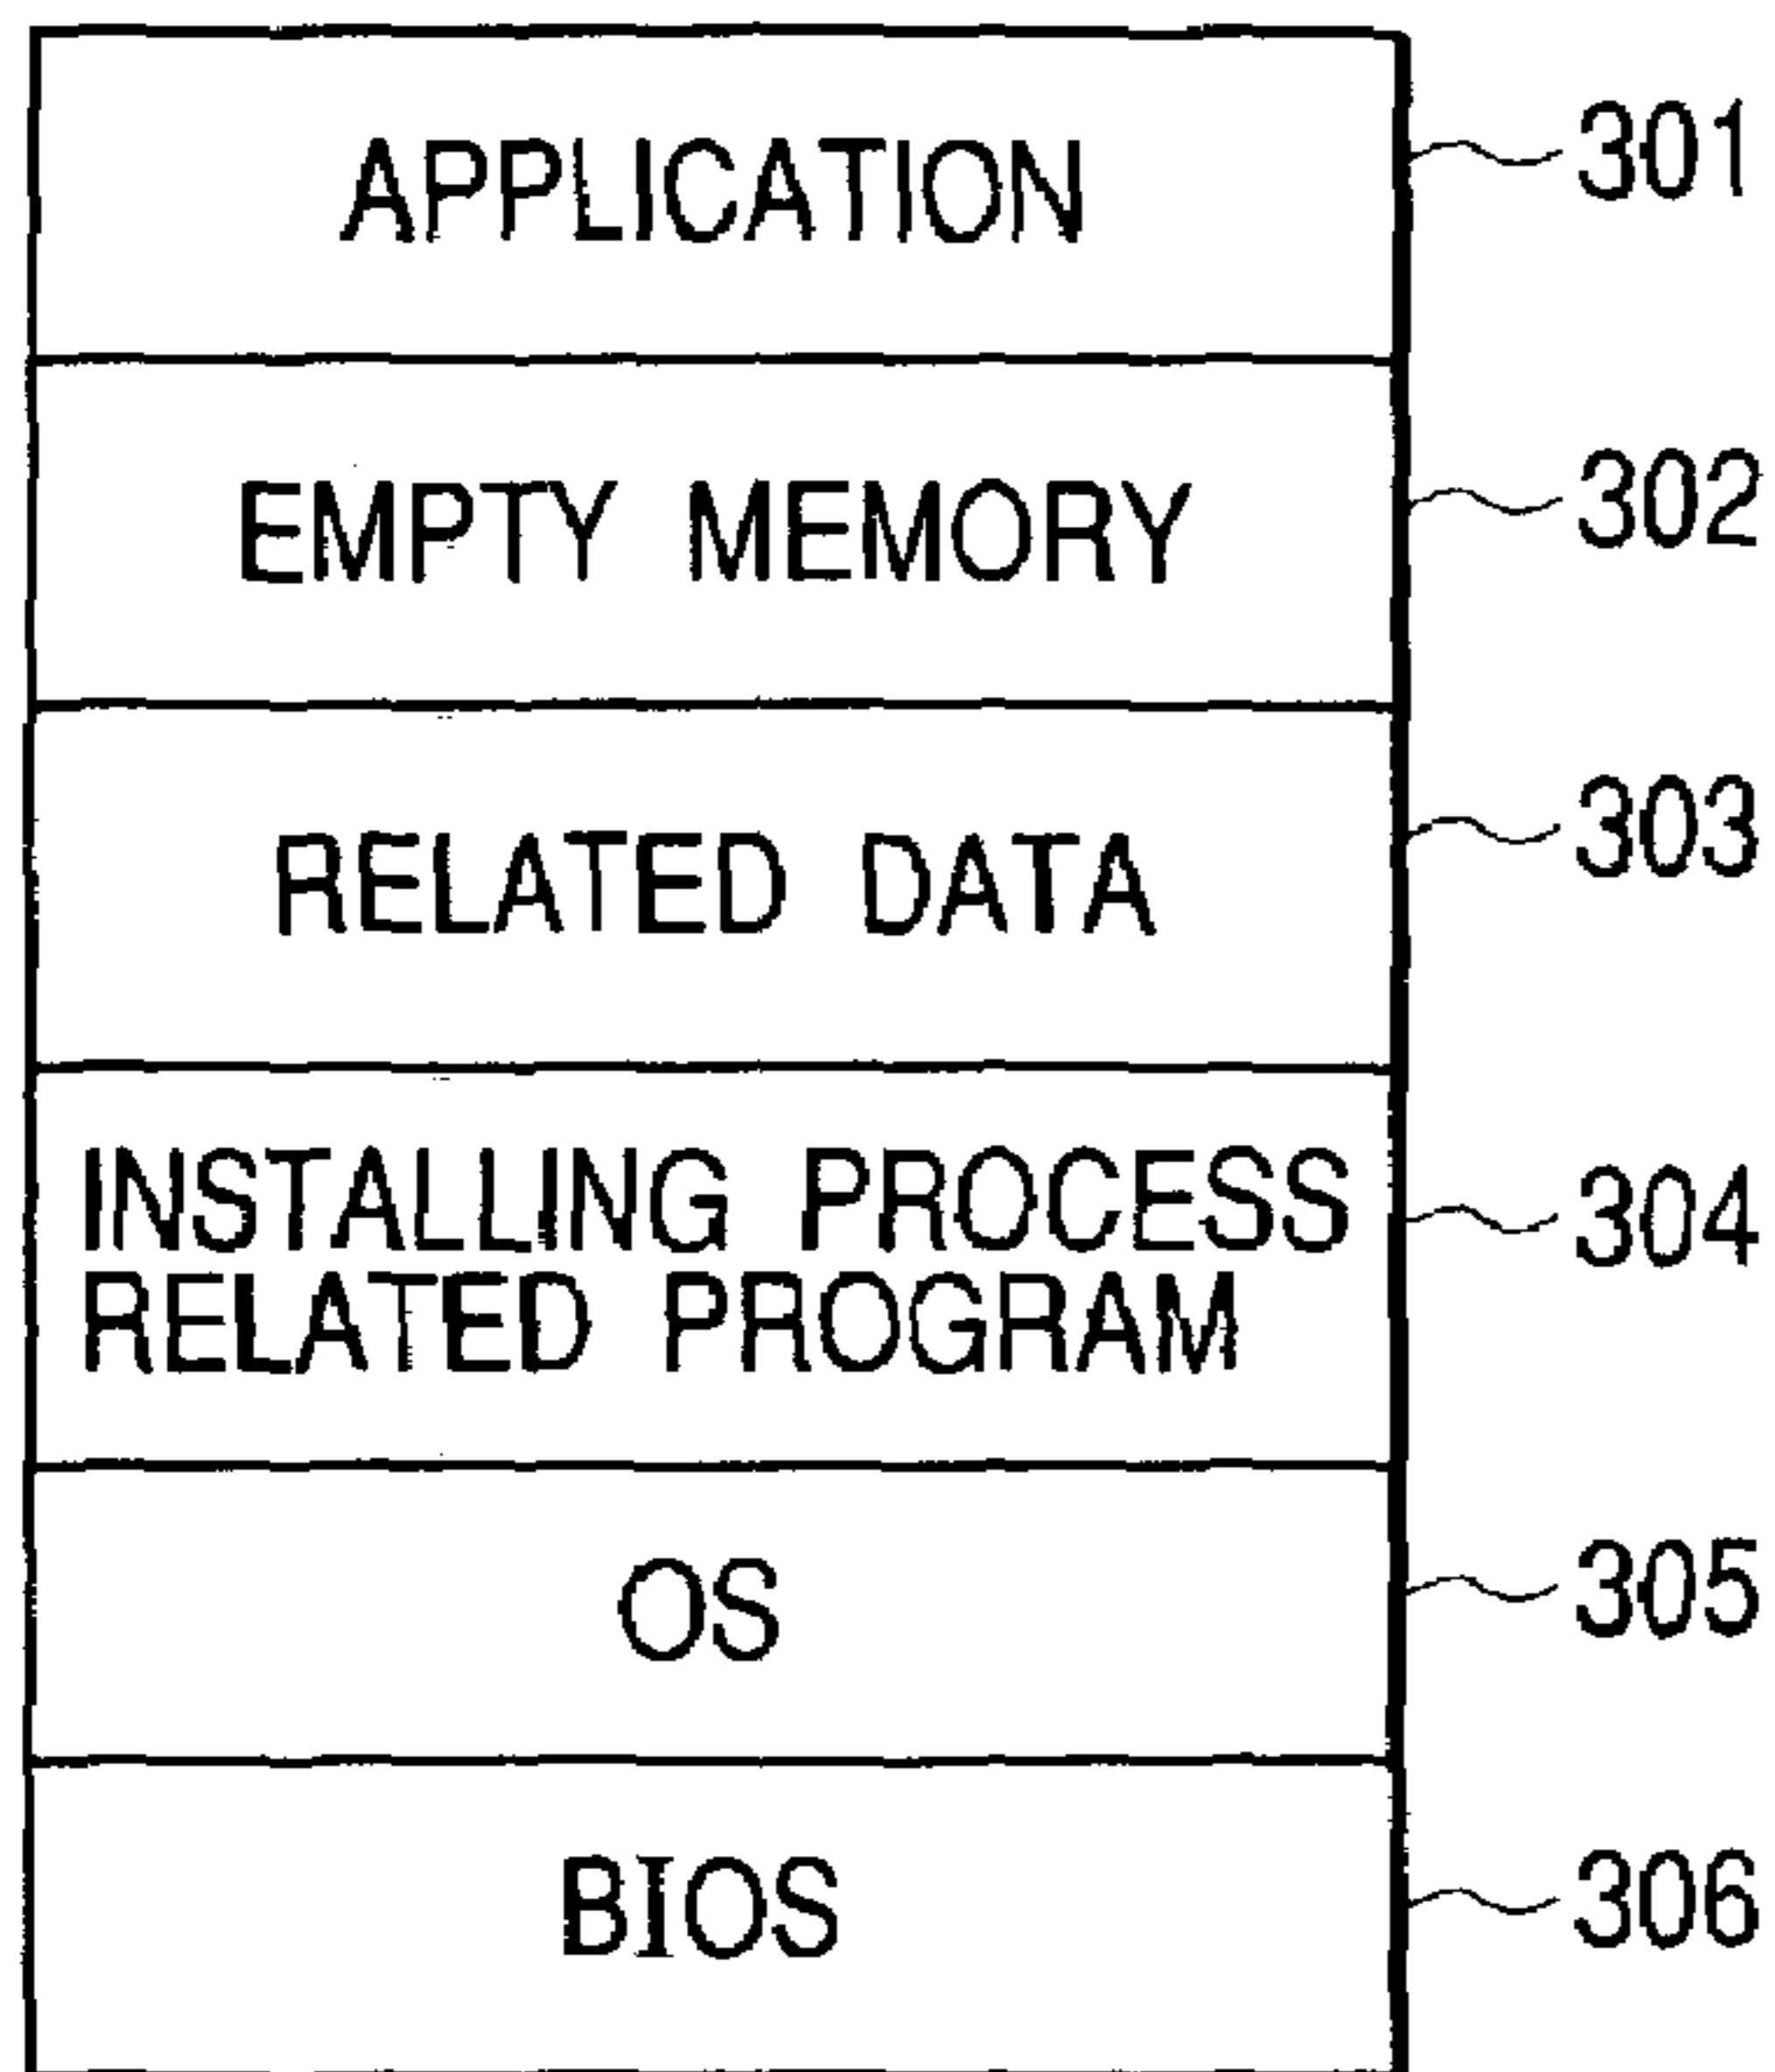 APPLICATION 301
EMPTY MEMORY 302
RELATED DATA 303
INSTALLING PROCESS 304
RELATED PROGRAM
OS 305
BIOS 306